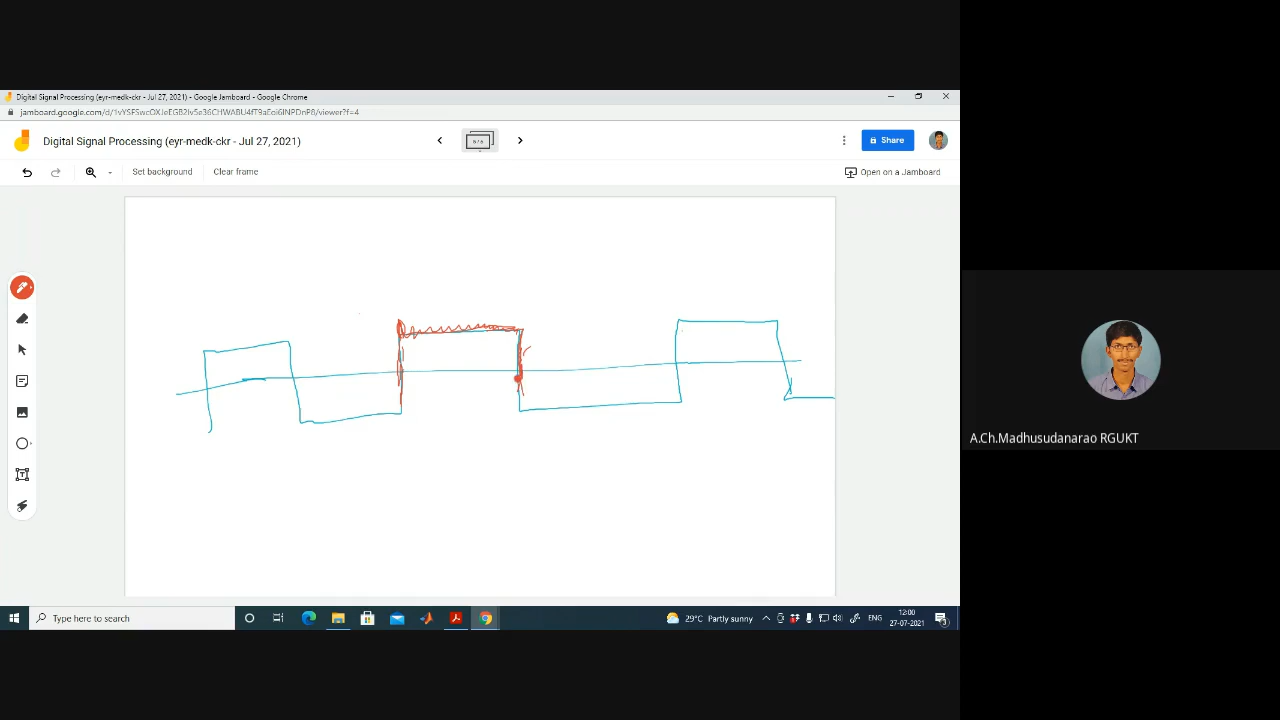 Digital Signal Processing (eyr-medk-ckr - Jul 27, 2021) - Google Jamboard - Google Chrome
Digital Signal Processing (eyr-medk-ckr - Jul 27, 2021)
Share
Set background
Clear frame
Open on a Jamboard
A.Ch.Madhusudanarao RGUKT
Type here to search
29°C Partly sunny
ENG
12:00
27-07-2021